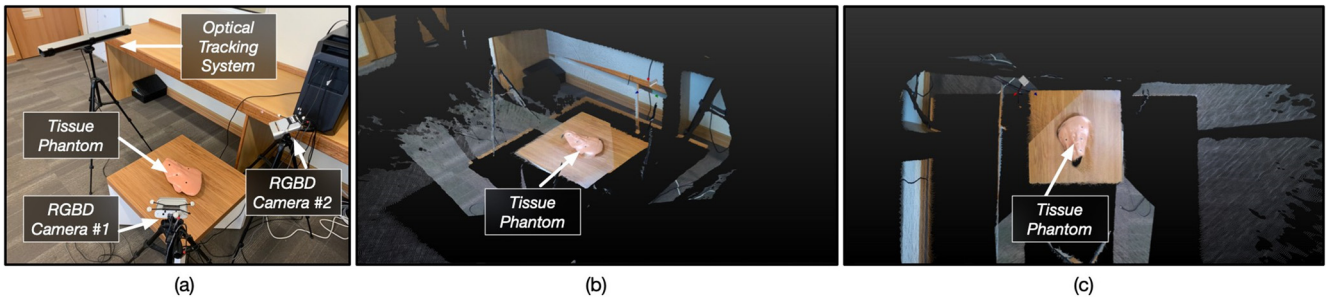 Optical
Tracking
System
Tissue
Phantom
RGBD
Camera #1
RGBD
Camera #2
(a)
Tissue
Phantom
(b)
Tissue
Phantom
(c)